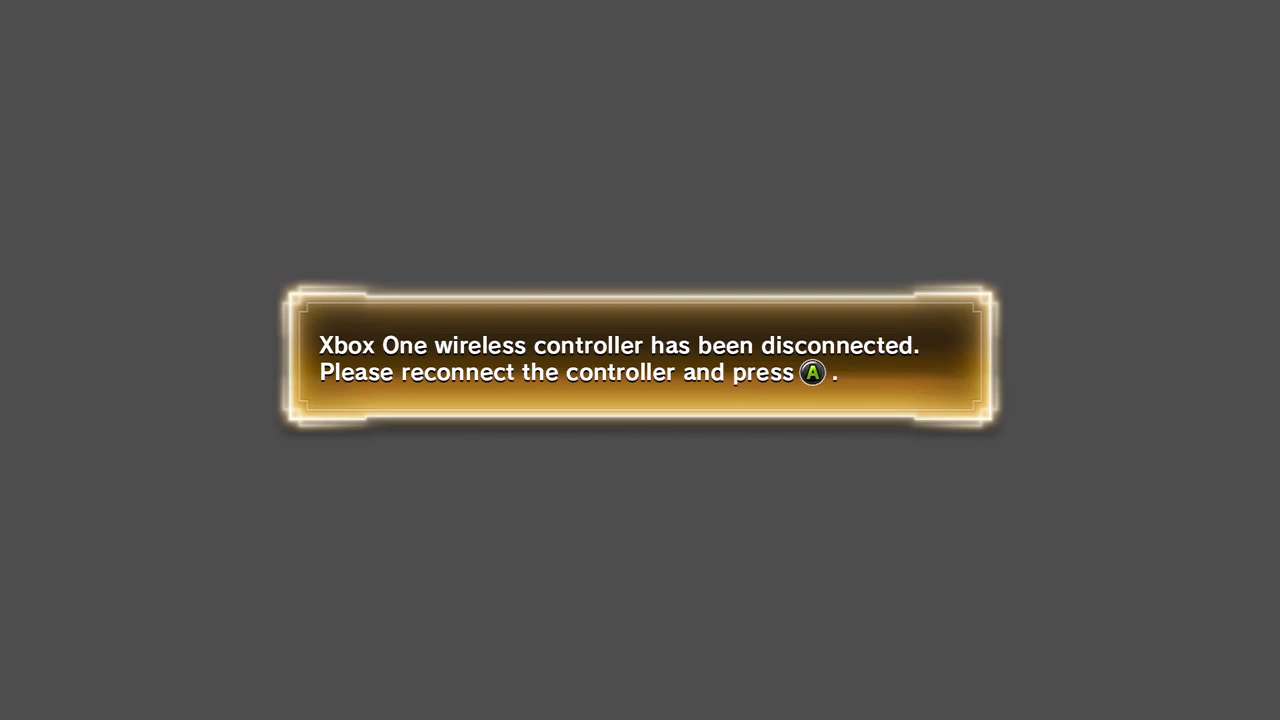 Xbox One wireless controller has been disconnected.
Please reconnect the controller and press A .